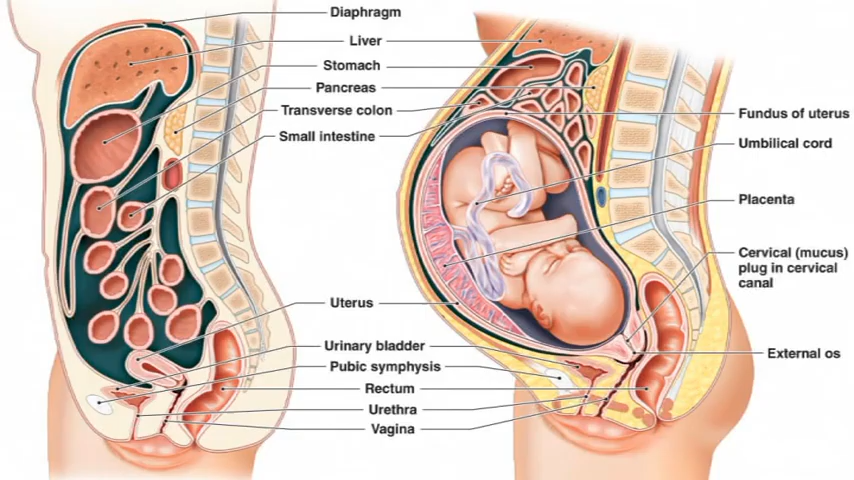 Diaphragm
Liver
Stomach
Pancreas
Transverse colon
Small intestine
Uterus
Urinary bladder
Pubic symphysis
Rectum
Urethra
Vagina
Fundus of uterus
Umbilical cord
Placenta
Cervical (mucus)
plug in cervical
canal
External os